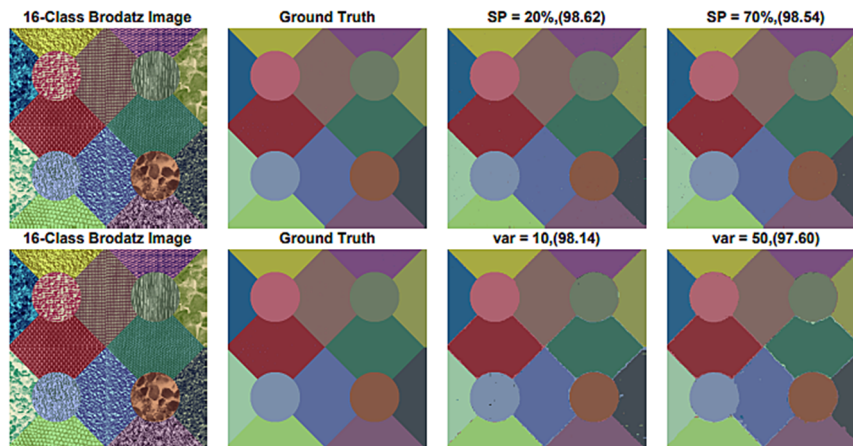 16-Class Brodatz Image
Ground Truth
SP = 20%,(98.62)
SP = 70%,(98.54)
16-Class Brodatz Image
Ground Truth
var = 10,(98.14)
var = 50,(97.60)